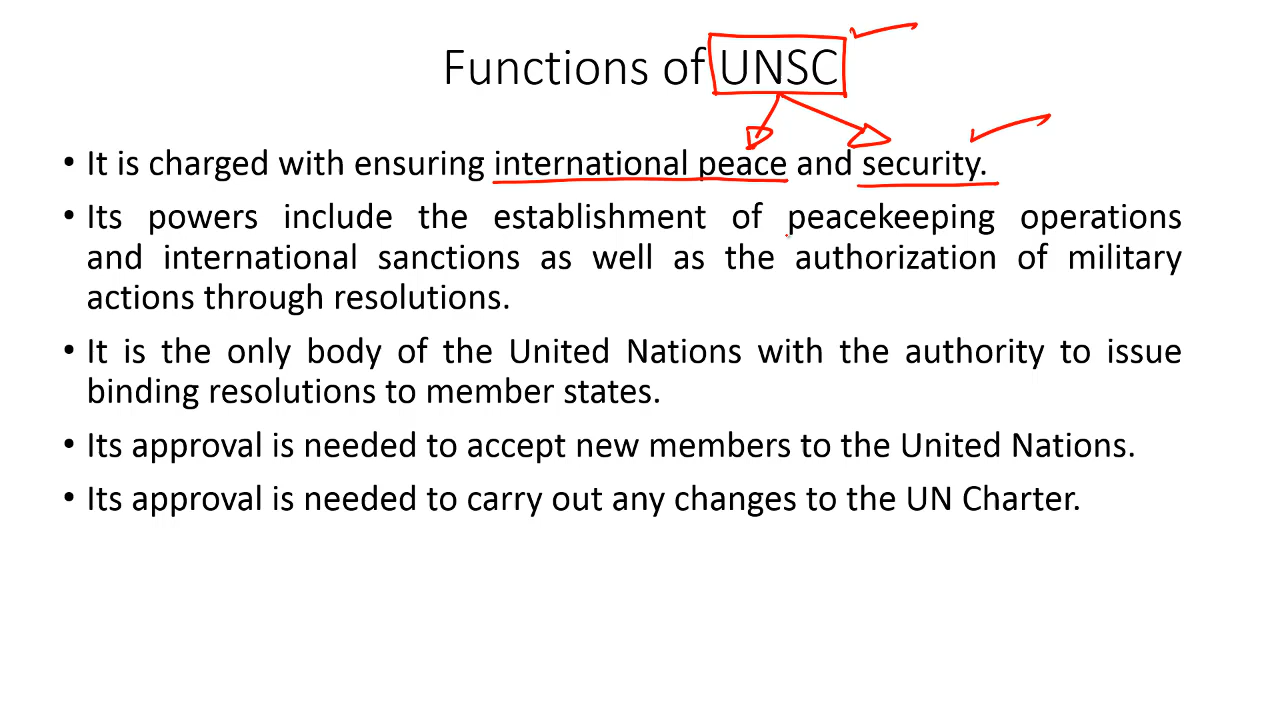 Functions of UNSC
• It is charged with ensuring international peace and security.
• Its powers include the establishment of peacekeeping operations
and international sanctions as well as the authorization of military
actions through resolutions.
• It is the only body of the United Nations with the authority to issue
binding resolutions to member states.
• Its approval is needed to accept new members to the United Nations.
• Its approval is needed to carry out any changes to the UN Charter.